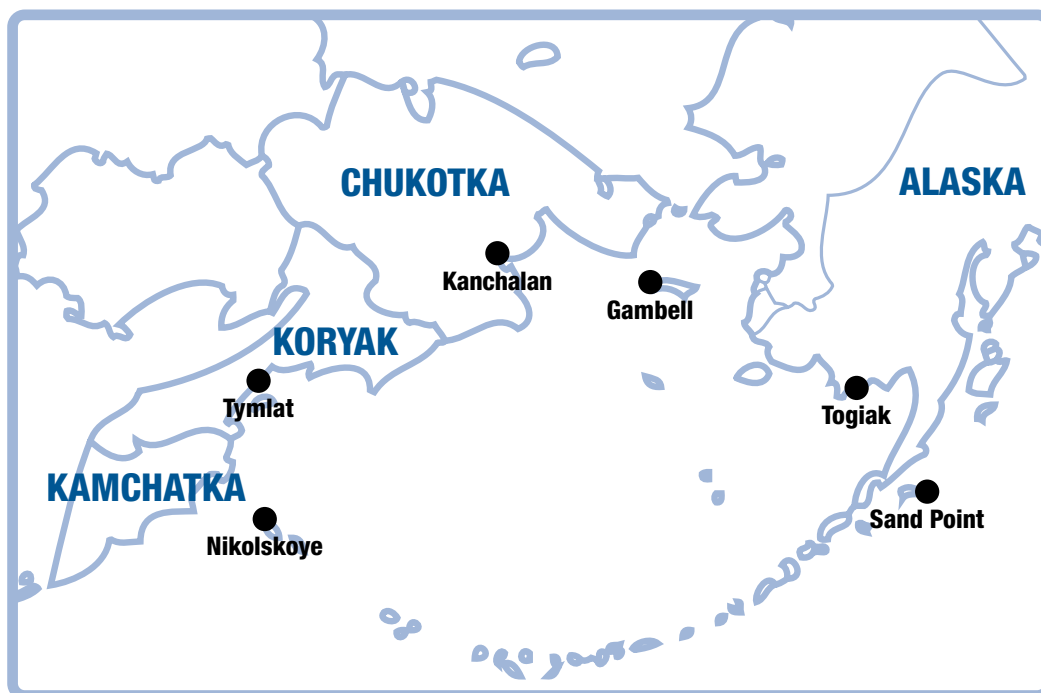 CHUKOTKA
ALASKA
Kanchalan
Gambell
KORYAK
Tymlat
Togiak
KAMCHATKA
Sand Point
Nikolskoye